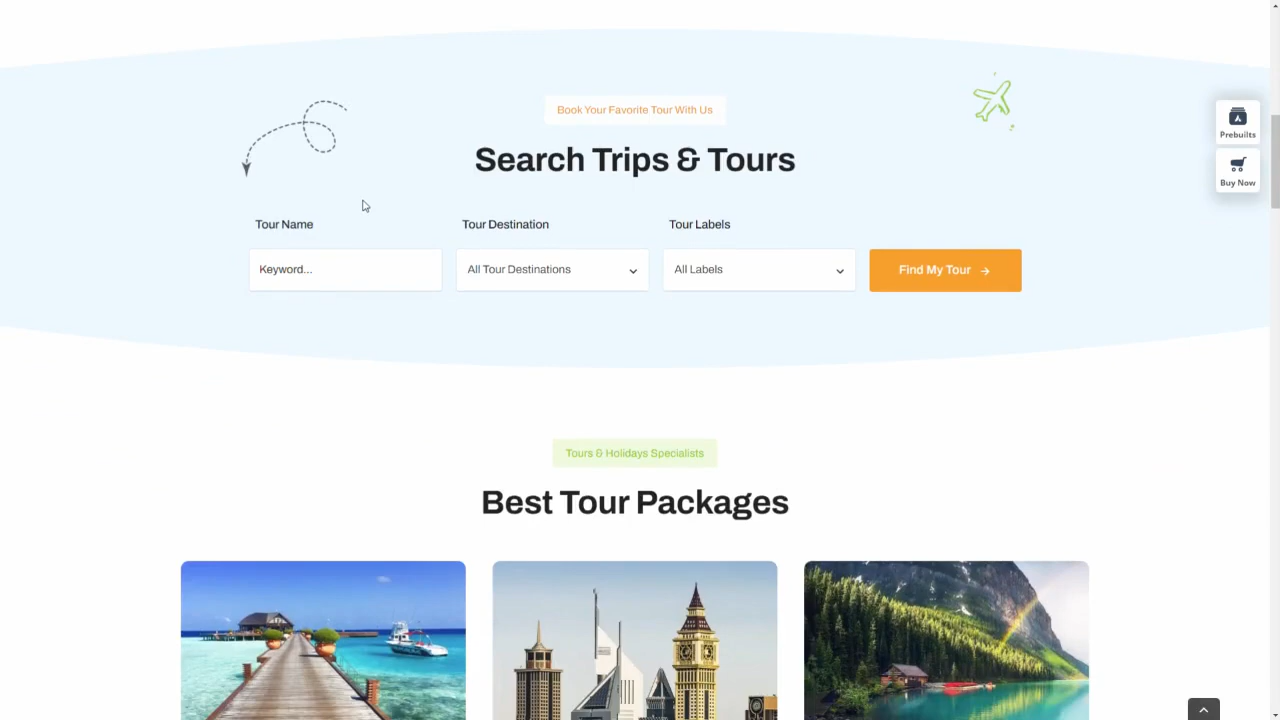 Book Your Favorite Tour With Us
Search Trips & Tours
Prebuilts
Buy Now
Tour Name
Tour Destination
Tour Labels
Keyword...
All Tour Destinations
All Labels
Find My Tour
Tours & Holidays Specialists
Best Tour Packages